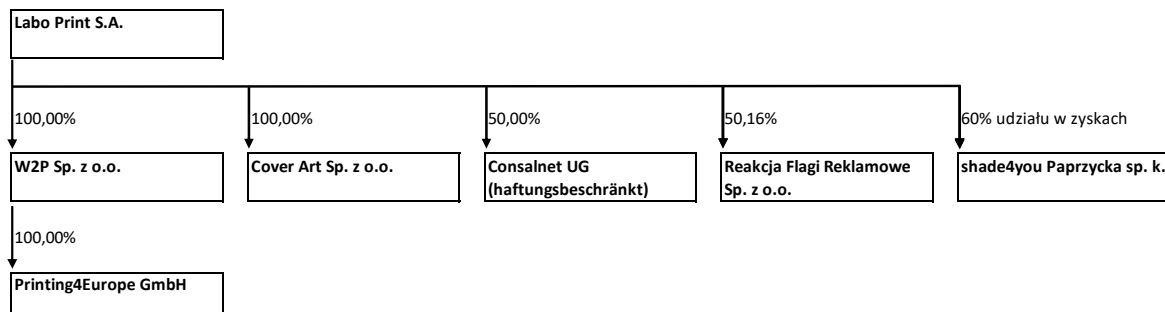 Labo Print S.A.
100,00%
100,00%
50,00%
50,16%
60% udziału w zyskach
W2P Sp. z o.o.
Cover Art Sp. z o.o.
Consalnet UG
(haftungsbeschränkt)
Reakcja Flagi Reklamowe
Sp. z o.o.
shade4you Paprzycka sp. k.
100,00%
Printing4Europe GmbH